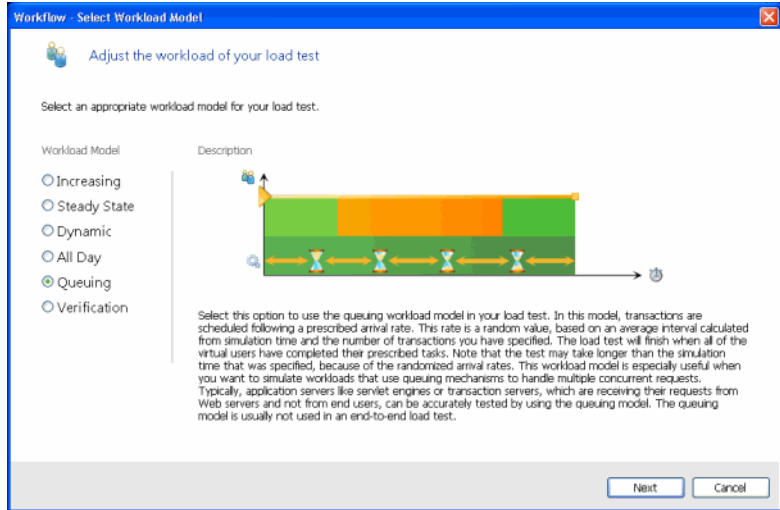 Workflow - Select Workload Model
Adjust the workload of your load test
Select an appropriate workload model for your load test.
Workload Model
Description
Increasing
Steady State
Dynamic
All Day
Queuing
Verification
Select this option to use the queuing workload model in your load test. In this model, transactions are
scheduled following a prescribed arrival rate. This rate is a random value, based on an average interval calculated
from simulation time and the number of transactions you have specified. The load test will finish when all of the
virtual users have completed their prescribed tasks. Note that the test may take longer than the simulation
time that was specified, because of the randomized arrival rates. This workload model is especially useful when
you want to simulate workloads that use queuing mechanisms to handle multiple concurrent requests.
Typically, application servers like servlet engines or transaction servers, which are receiving their requests from
Web servers and not from end users, can be accurately tested by using the queuing model. The queuing
model is usually not used in an end-to-end load test.
Next
Cancel